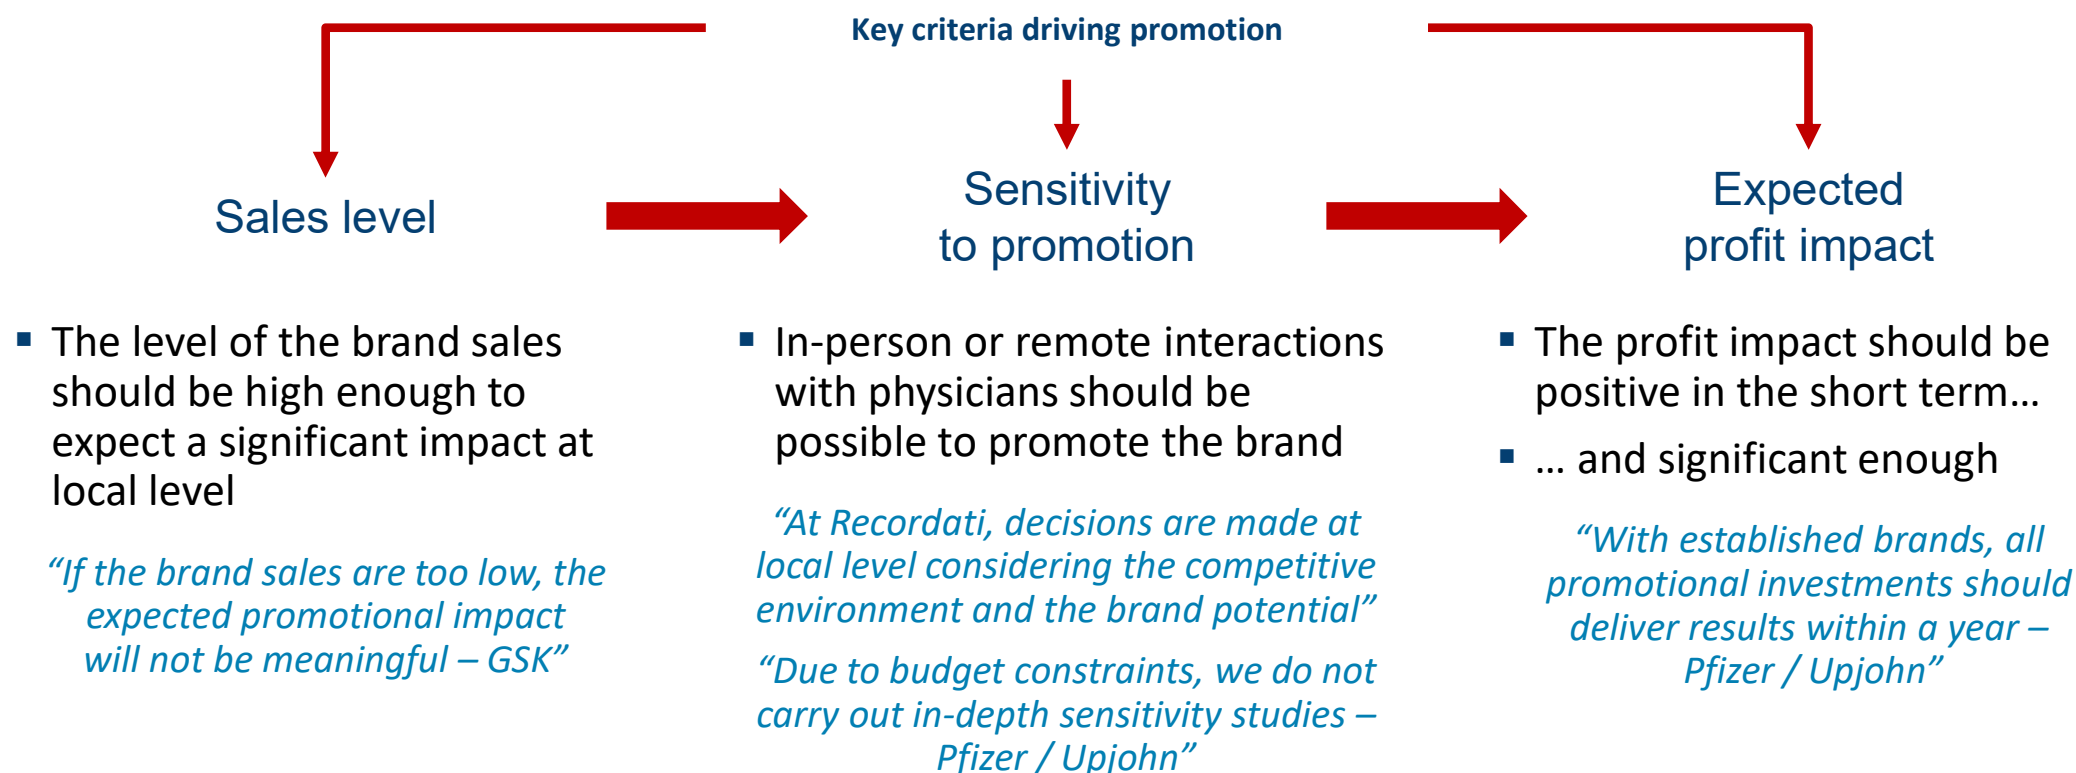 Key criteria driving promotion
Sales level
▪ The level of the brand sales
should be high enough to
expect a significant impact at
local level
“If the brand sales are too low, the
expected promotional impact
will not be meaningful – GSK”
Sensitivity
to promotion
▪ In-person or remote interactions
with physicians should be
possible to promote the brand
“At Recordati, decisions are made at
local level considering the competitive
environment and the brand potential”
“Due to budget constraints, we do not
carry out in-depth sensitivity studies –
Pfizer / Upjohn”
Expected
profit impact
▪ The profit impact should be
positive in the short term…
▪ … and significant enough
“With established brands, all
promotional investments should
deliver results within a year –
Pfizer / Upjohn”